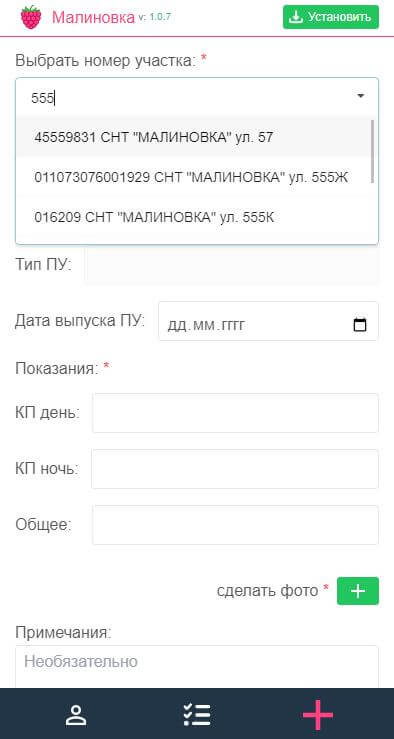 Малиновка v: 1.0.7 Установить
Выбрать номер участка: *
555
45559831 СНТ "МАЛИНОВКА" ул. 57
011073076001929 СНТ "МАЛИНОВКА" ул. 555Ж
016209 СНТ "МАЛИНОВКА" ул. 555К
Тип ПУ:
Дата выпуска ПУ: дд.мм.гггг
Показания: *
КП день:
КП ночь:
Общее:
сделать фото *
Примечания:
Необязательно